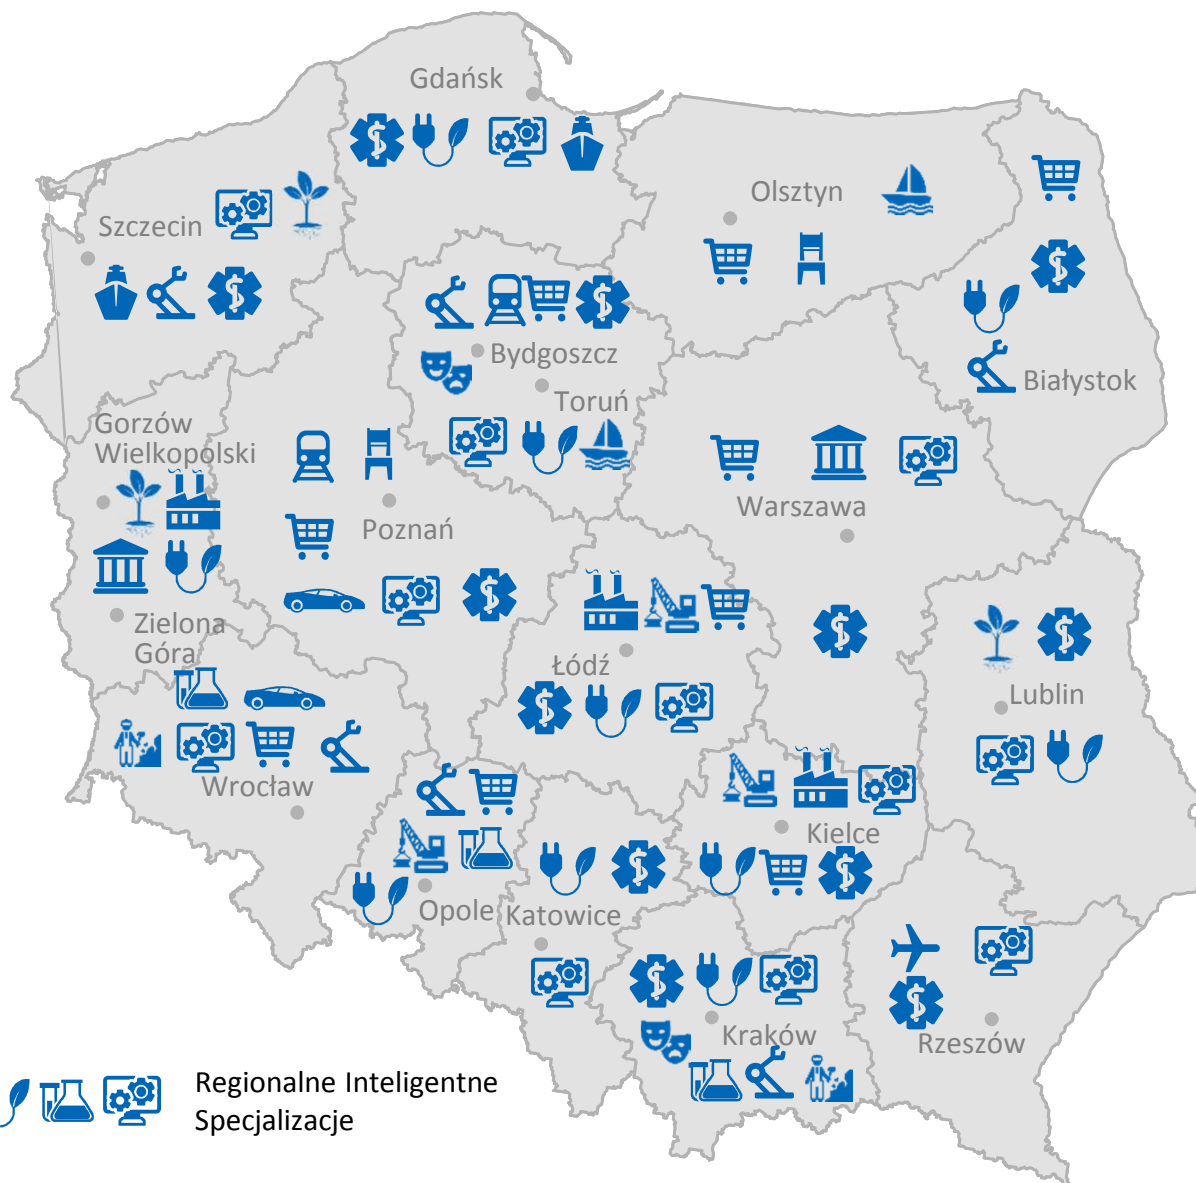 Gdańsk
Olsztyn
Szczecin
Bydgoszcz
Białystok
Toruń
Gorzów
Wielkopolski
Warszawa
Poznań
Zielona
Góra
Łódź
Lublin
Wrocław
Kielce
Opole
Katowice
Kraków
Rzeszów
Regionalne Inteligentne
Specjalizacje